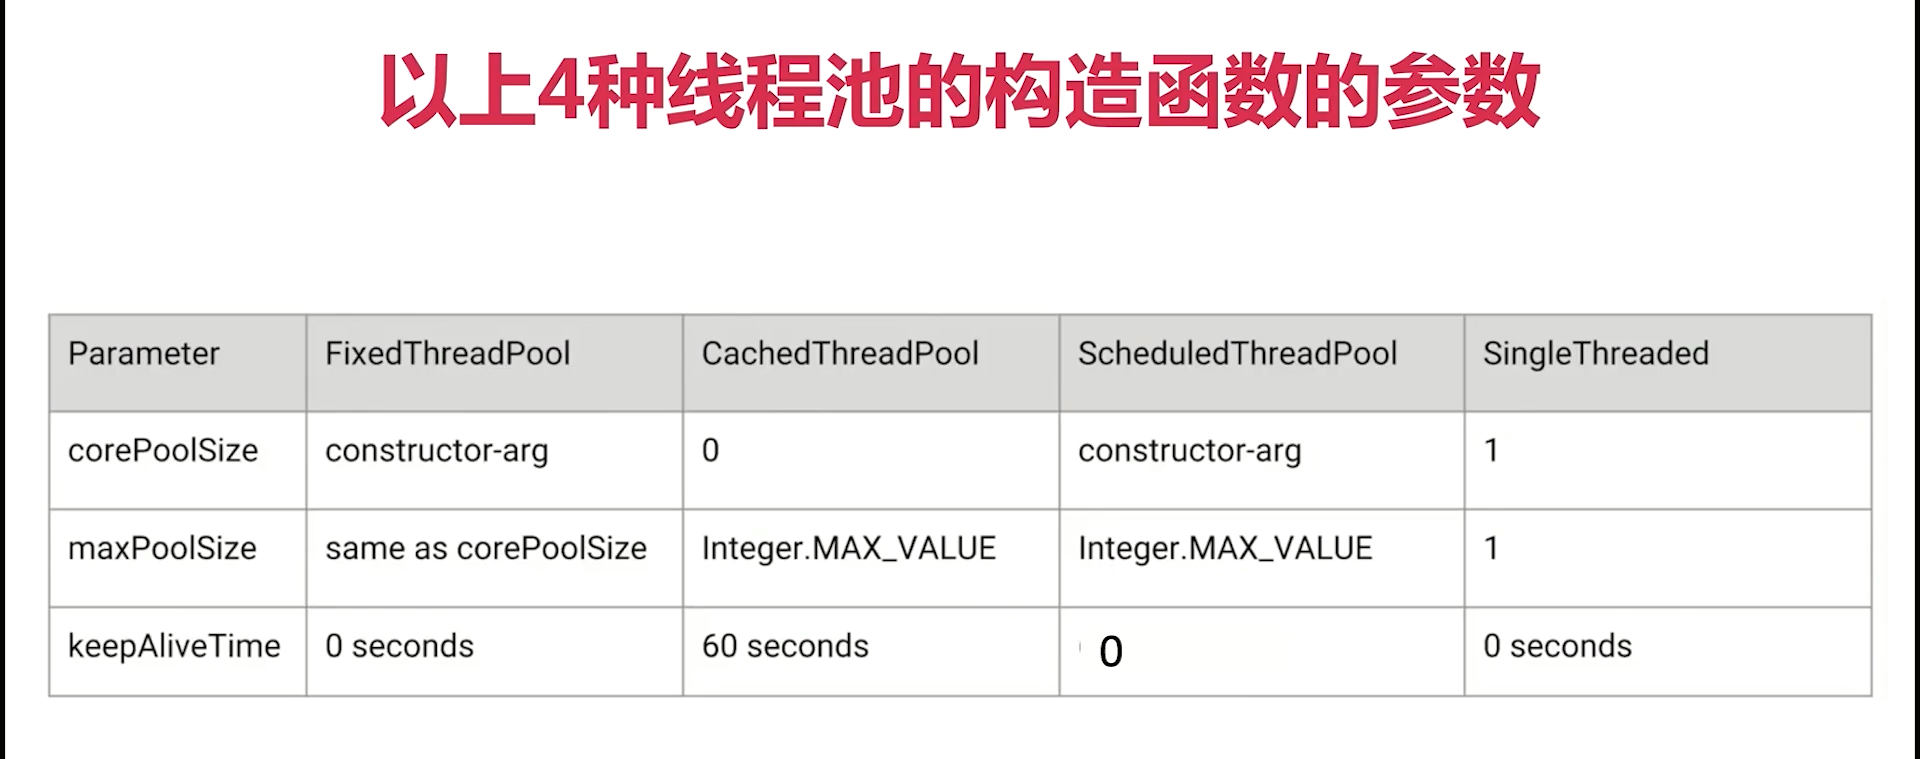 以上4种线程池的构造函数的参数
Parameter FixedThreadPool CachedThreadPool ScheduledThreadPool SingleThreaded
corePoolSize constructor-arg 0 constructor-arg 1
maxPoolSize same as corePoolSize Integer.MAX_VALUE Integer.MAX_VALUE 1
keepAliveTime 0 seconds 60 seconds 0 0 seconds